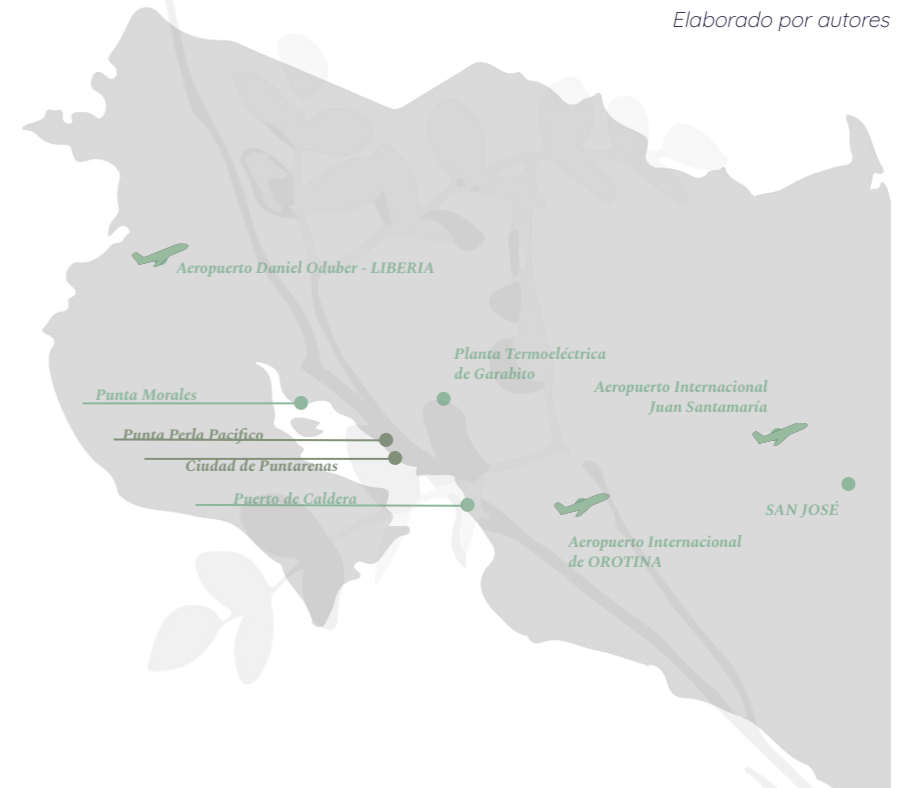 Elaborado por autores
Aeropuerto Daniel Oduber - LIBERIA
Planta Termoeléctrica
de Garabito
Aeropuerto Internacional
Juan Santamaría
Punta Morales
Punta Perla Pacifico
Ciudad de Puntarenas
Puerto de Caldera
SAN JOSÉ
Aeropuerto Internacional
de OROTINA